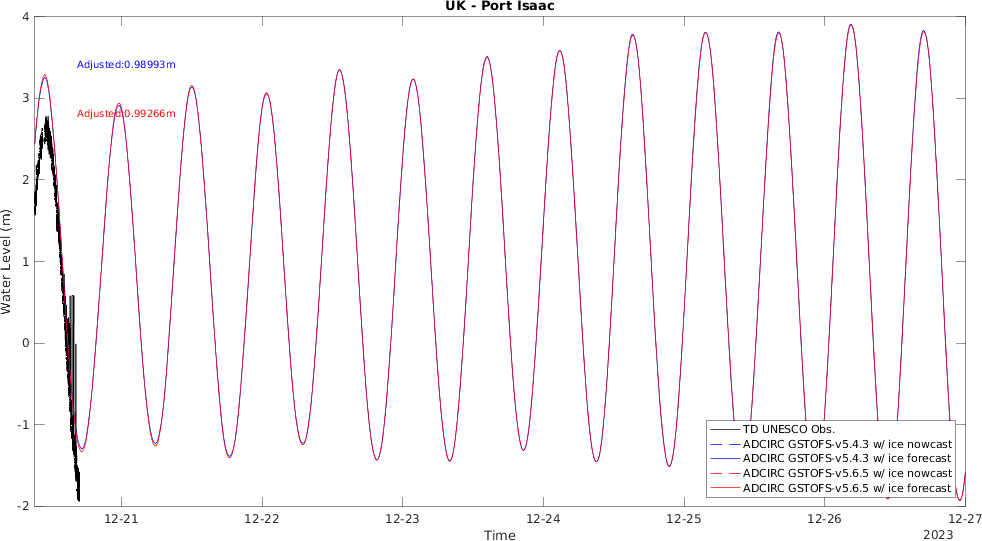 UK - Port Isaac
4
3
2
1
0
-1
-2
Water Level (m)
Adjusted:0.98993m
Adjusted:0.99266m
TD UNESCO Obs.
ADCIRC GSTOFS-v5.4.3 w/ ice nowcast
ADCIRC GSTOFS-v5.4.3 w/ ice forecast
ADCIRC GSTOFS-v5.6.5 w/ ice nowcast
ADCIRC GSTOFS-v5.6.5 w/ ice forecast
12-21 12-22 12-23 12-24 12-25 12-26 12-27
Time
2023